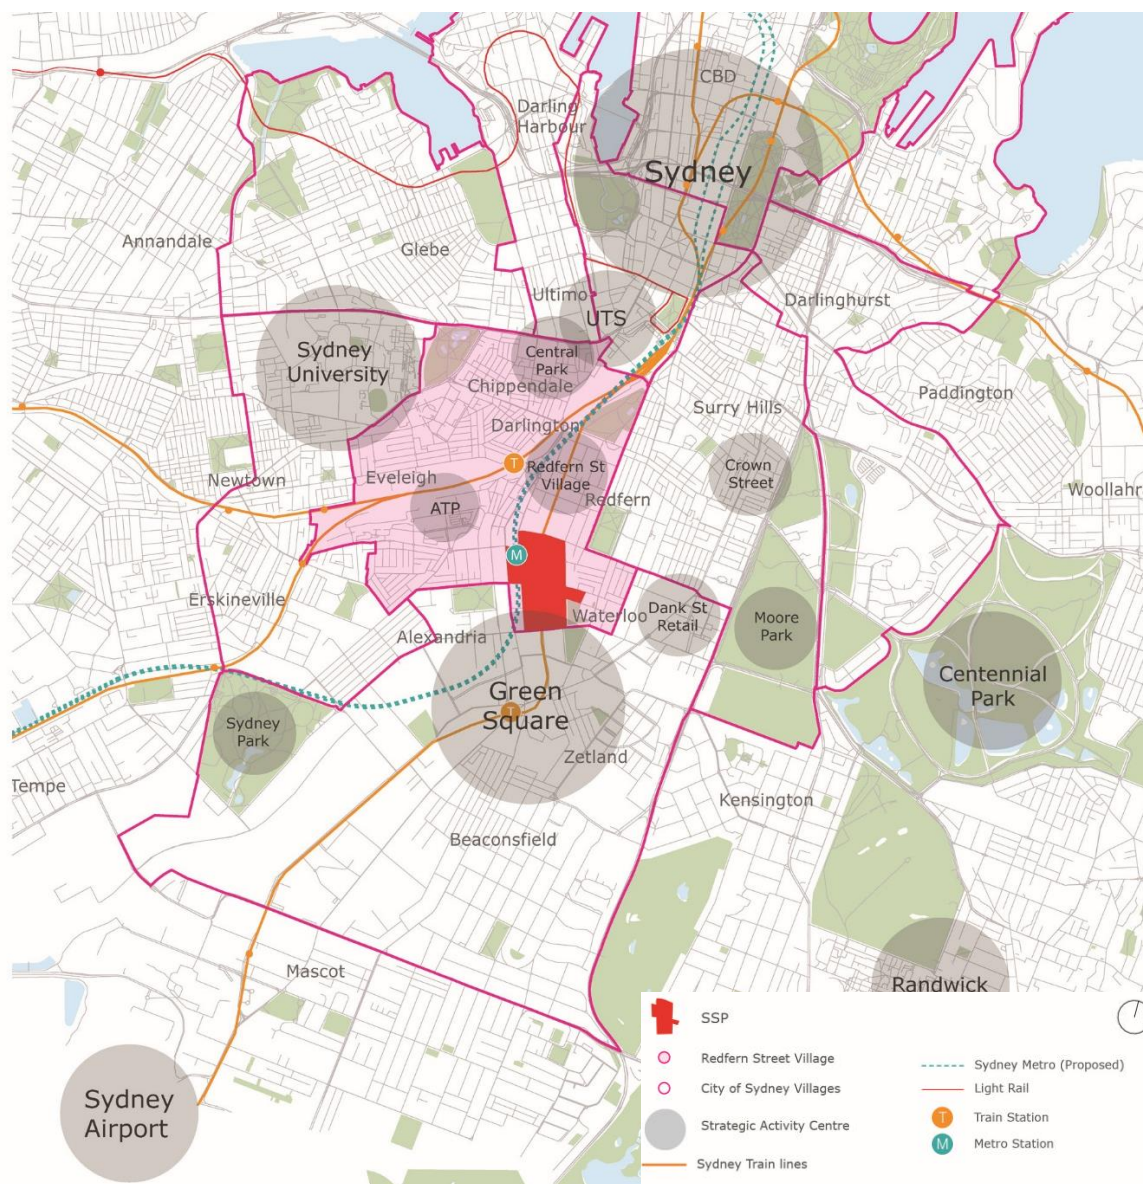 CBD
Darling
Harbour
Sydney
Annandale
Glebe
Ultimo
Darlinghurst
UTS
Sydney
University
Central
Park
Chippendale
Paddington
Surry Hills
Darlington
T
Newtown
Eveleigh
Redfern St
Village
Crown
Street
Woollahr
ATP
Redfern
M
Erskineville
Waterloo
Dank St
Retail
Moore
Park
Alexandria
Centennial
Park
Green
Square
T
Sydney
Park
Zetland
Tempe
Kensington
Beaconsfield
Mascot
Randwick
Sydney
Airport
SSP
Redfern Street Village
City of Sydney Villages
Strategic Activity Centre
Sydney Train lines
Sydney Metro (Proposed)
Light Rail
T Train Station
M Metro Station